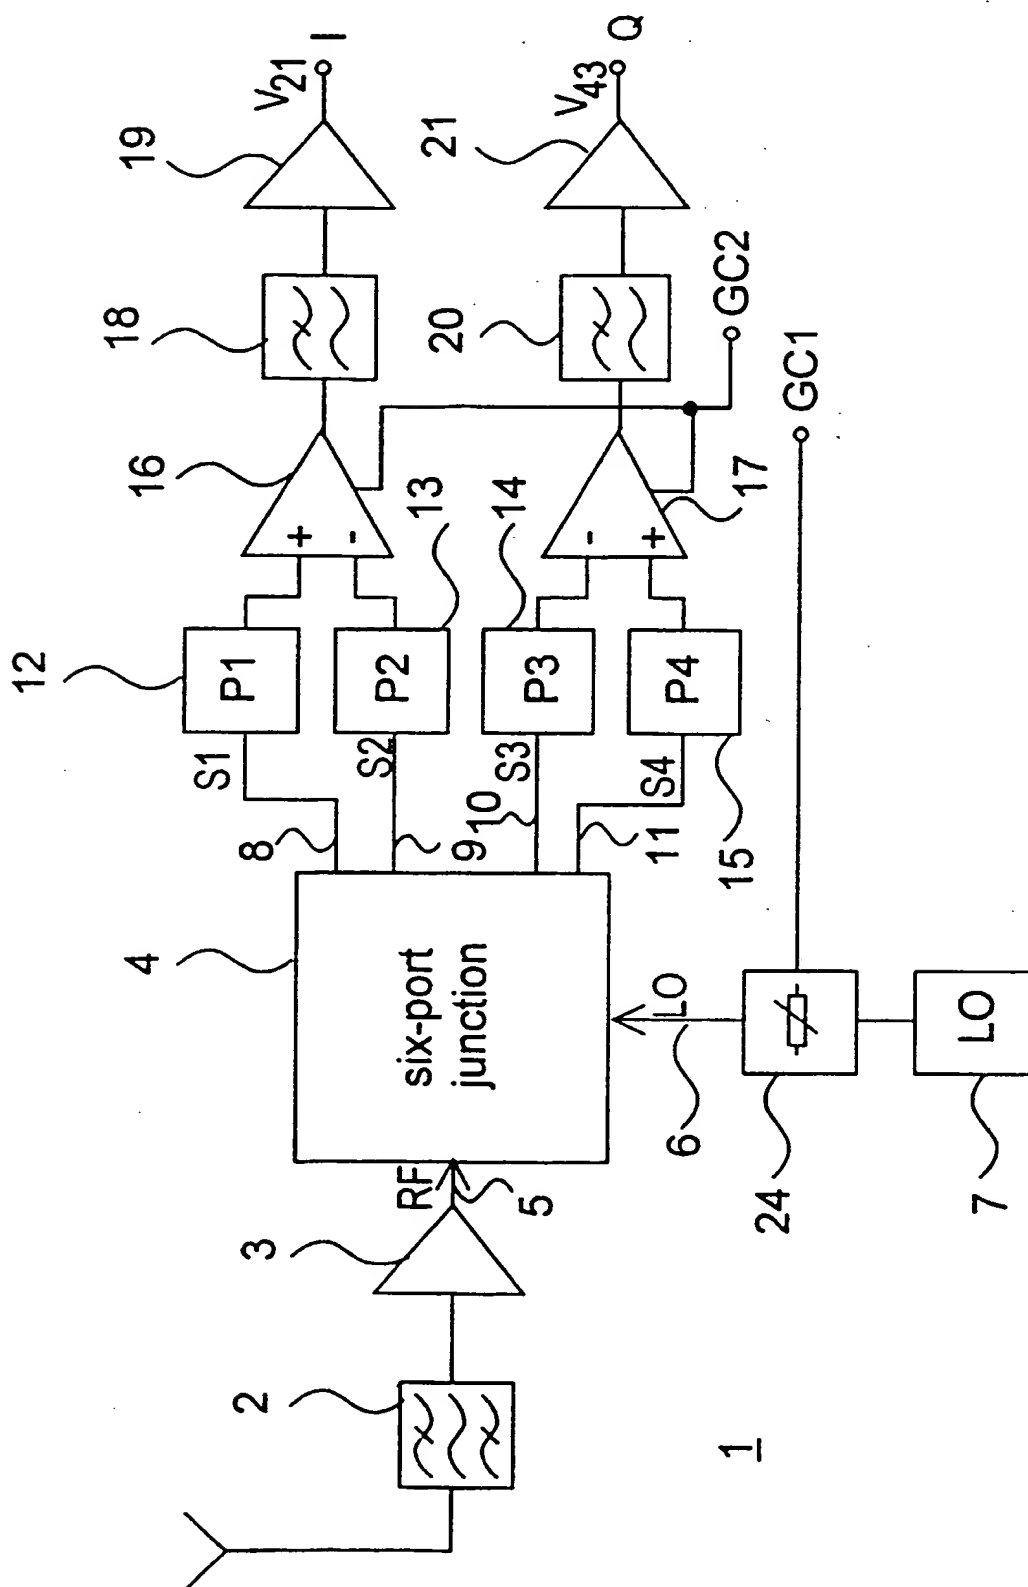 12
16
18
19
V21
I
S1
P1
+
-
13
4
8
S2
P2
9
14
20
21
V43
Q
six-port
junction
10
S3
P3
-
+
GC2
11
S4
P4
17
15
GC1
2
3
RF
5
6
LO
24
LO
7
1